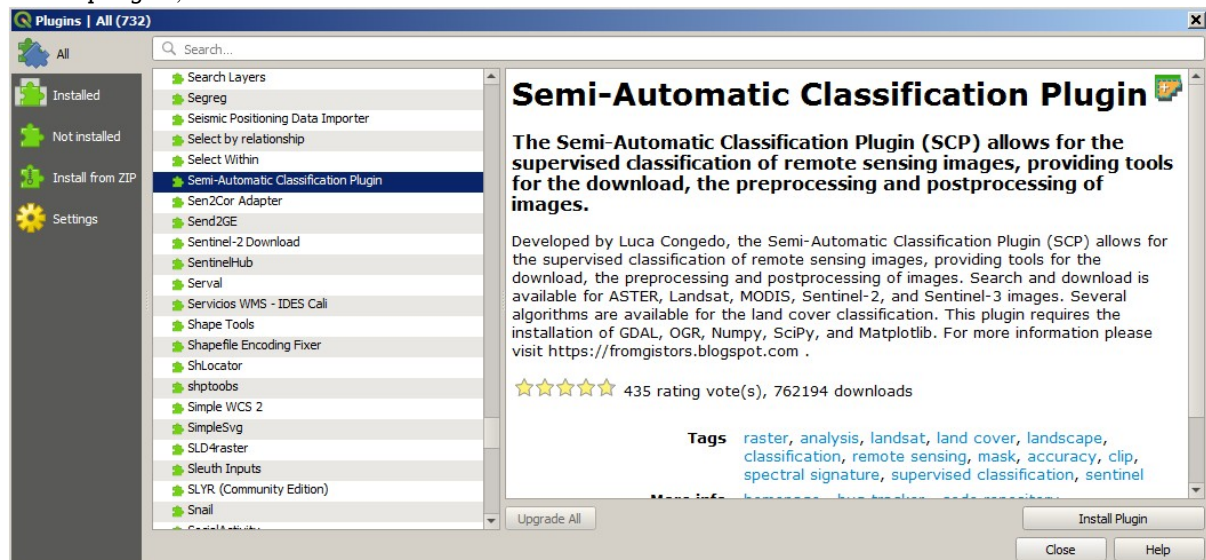 Plugins | All (732)
All
Search...
Installed
Not installed
Install from ZIP
Settings
Search Layers
Segreg
Seismic Positioning Data Importer
Select by relationship
Select Within
Semi-Automatic Classification Plugin
Sen2Cor Adapter
Send2GE
Sentinel-2 Download
SentinelHub
Serval
Servicios WMS - IDES Cali
Shape Tools
Shapefile Encoding Fixer
ShLocator
shptoobs
Simple WCS 2
SimpleSvg
SLD4raster
Sleuth Inputs
SLYR (Community Edition)
Snail
Semi-Automatic Classification Plugin
The Semi-Automatic Classification Plugin (SCP) allows for the
supervised classification of remote sensing images, providing tools
for the download, the preprocessing and postprocessing of
images.
Developed by Luca Congedo, the Semi-Automatic Classification Plugin (SCP) allows for
the supervised classification of remote sensing images, providing tools for the
download, the preprocessing and postprocessing of images. Search and download is
available for ASTER, Landsat, MODIS, Sentinel-2, and Sentinel-3 images. Several
algorithms are available for the land cover classification. This plugin requires the
installation of GDAL, OGR, Numpy, SciPy, and Matplotlib. For more information please
visit https://fromgistors.blogspot.com .
435 rating vote(s), 762194 downloads
Tags raster, analysis, landsat, land cover, landscape,
classification, remote sensing, mask, accuracy, clip,
spectral signature, supervised classification, sentinel
Upgrade All
Install Plugin
Close
Help